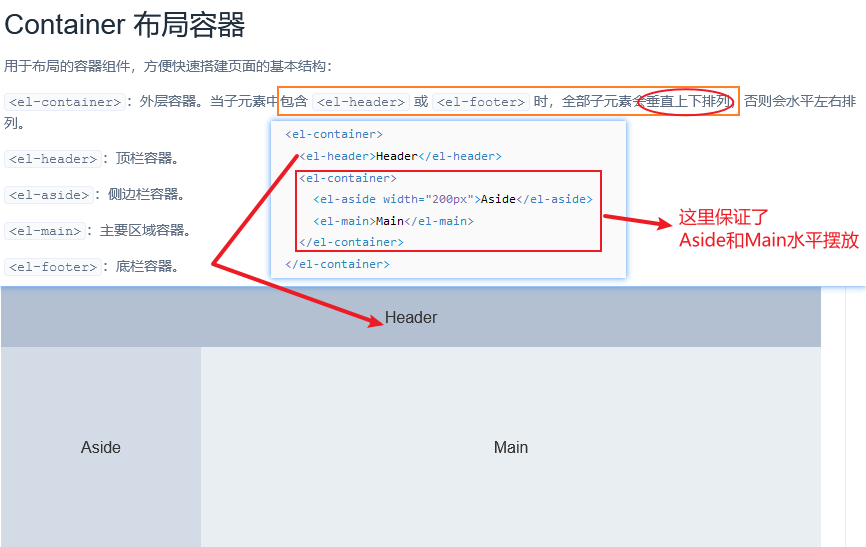 Container 布局容器
用于布局的容器组件，方便快速搭建页面的基本结构：
<el-container>：外层容器。当子元素中包含 <el-header> 或 <el-footer> 时，全部子元素会垂直上下排列，否则会水平左右排
列。
<el-header>：顶栏容器。
<el-aside>：侧边栏容器。
<el-main>：主要区域容器。
<el-footer>：底栏容器。
<el-container>
<el-header>Header</el-header>
<el-container>
<el-aside width="200px">Aside</el-aside>
<el-main>Main</el-main>
</el-container>
</el-container>
这里保证了
Aside和Main水平摆放
Header
Aside
Main